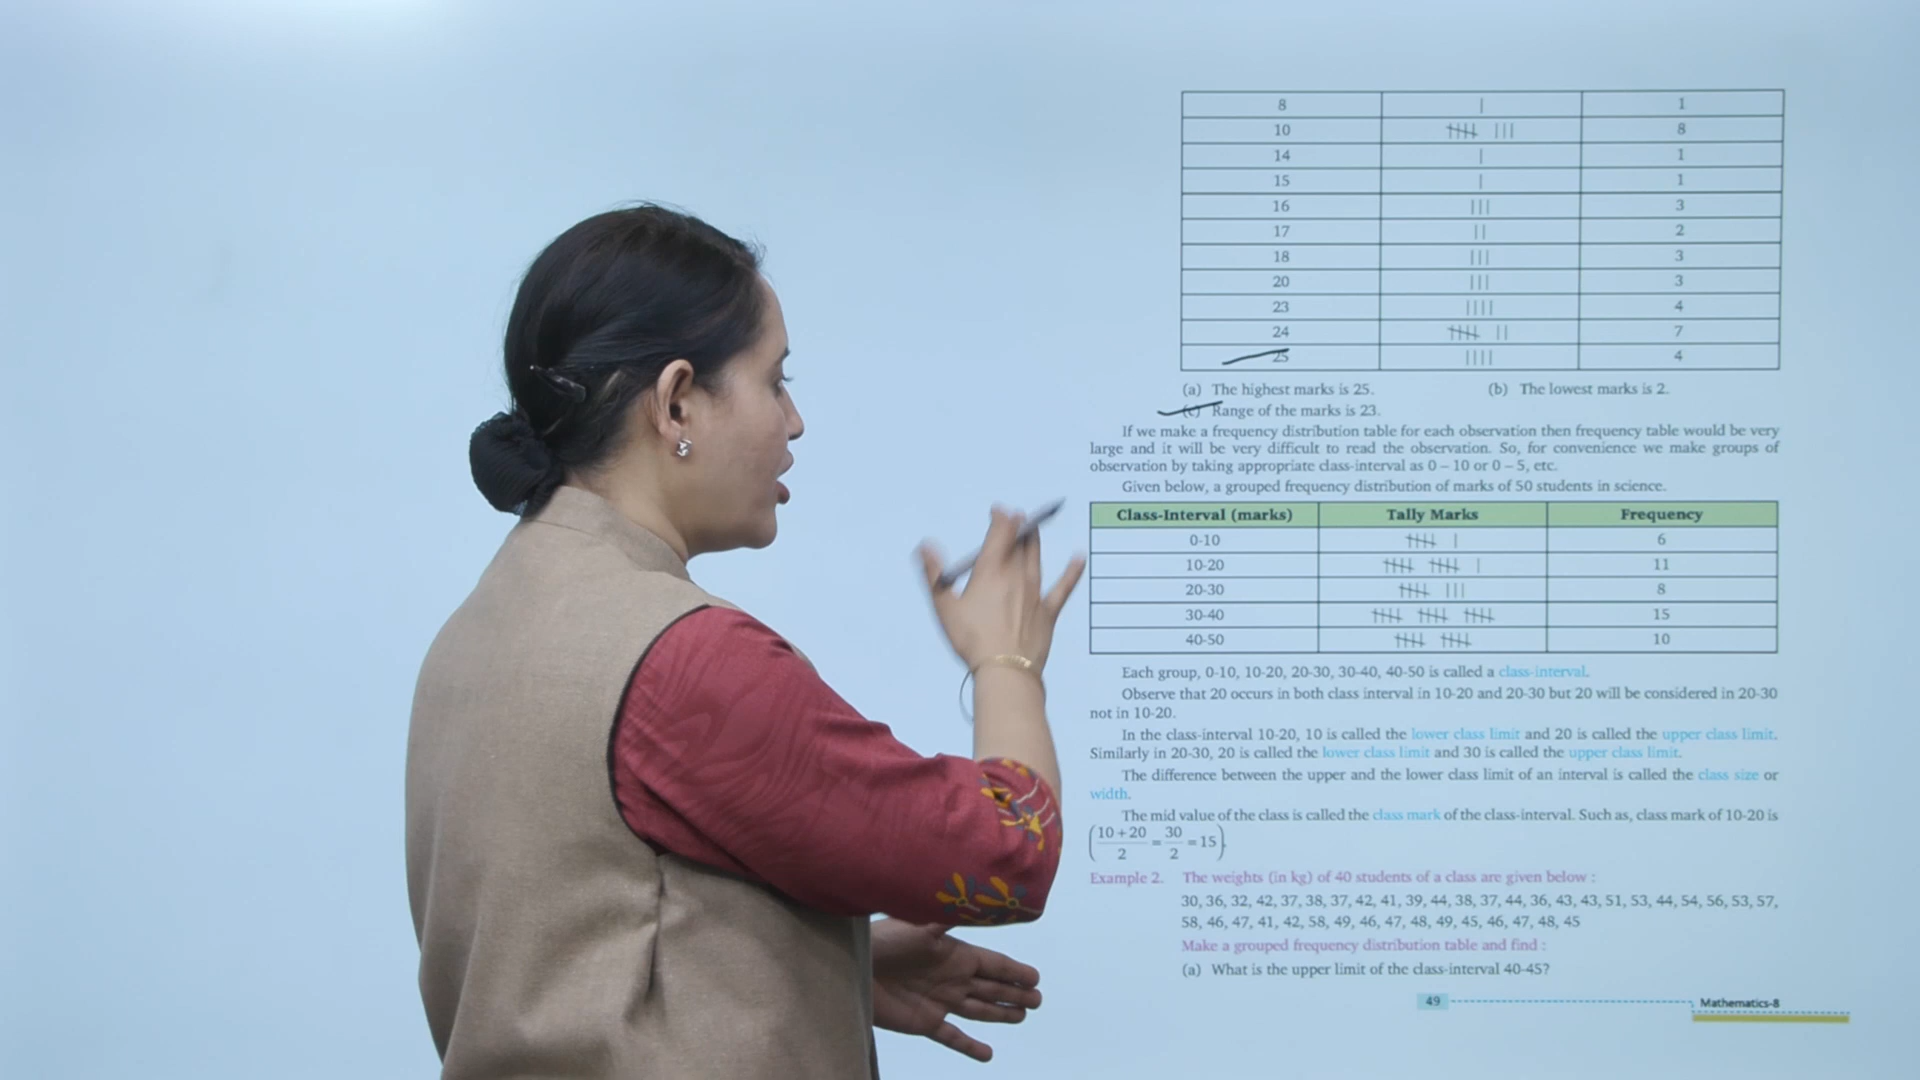 8 | 1
10 |||| ||| 8
14 | 1
15 | 1
16 ||| 3
17 || 2
18 ||| 3
20 ||| 3
23 |||| 4
24 |||| || 7
25 |||| 4
(a) The highest marks is 25. (b) The lowest marks is 2.
(c) Range of the marks is 23.
If we make a frequency distribution table for each observation then frequency table would be very
large and it will be very difficult to read the observation. So, for convenience we make groups of
observation by taking appropriate class-interval as 0 – 10 or 0 – 5, etc.
Given below, a grouped frequency distribution of marks of 50 students in science.
Class-Interval (marks) Tally Marks Frequency
0-10 |||| | 6
10-20 |||| |||| | 11
20-30 |||| ||| 8
30-40 |||| |||| |||| 15
40-50 |||| |||| 10
Each group, 0-10, 10-20, 20-30, 30-40, 40-50 is called a class-interval.
Observe that 20 occurs in both class interval in 10-20 and 20-30 but 20 will be considered in 20-30
not in 10-20.
In the class-interval 10-20, 10 is called the lower class limit and 20 is called the upper class limit.
Similarly in 20-30, 20 is called the lower class limit and 30 is called the upper class limit.
The difference between the upper and the lower class limit of an interval is called the class size or
width.
The mid value of the class is called the class mark of the class-interval. Such as, class mark of 10-20 is
(10 + 20 / 2 = 30 / 2 = 15).
Example 2. The weights (in kg) of 40 students of a class are given below :
30, 36, 32, 42, 37, 38, 37, 42, 41, 39, 44, 38, 37, 44, 36, 43, 43, 51, 53, 44, 54, 56, 53, 57,
58, 46, 47, 41, 42, 58, 49, 46, 47, 48, 49, 45, 46, 47, 48, 45
Make a grouped frequency distribution table and find :
(a) What is the upper limit of the class-interval 40-45?
49 Mathematics-8